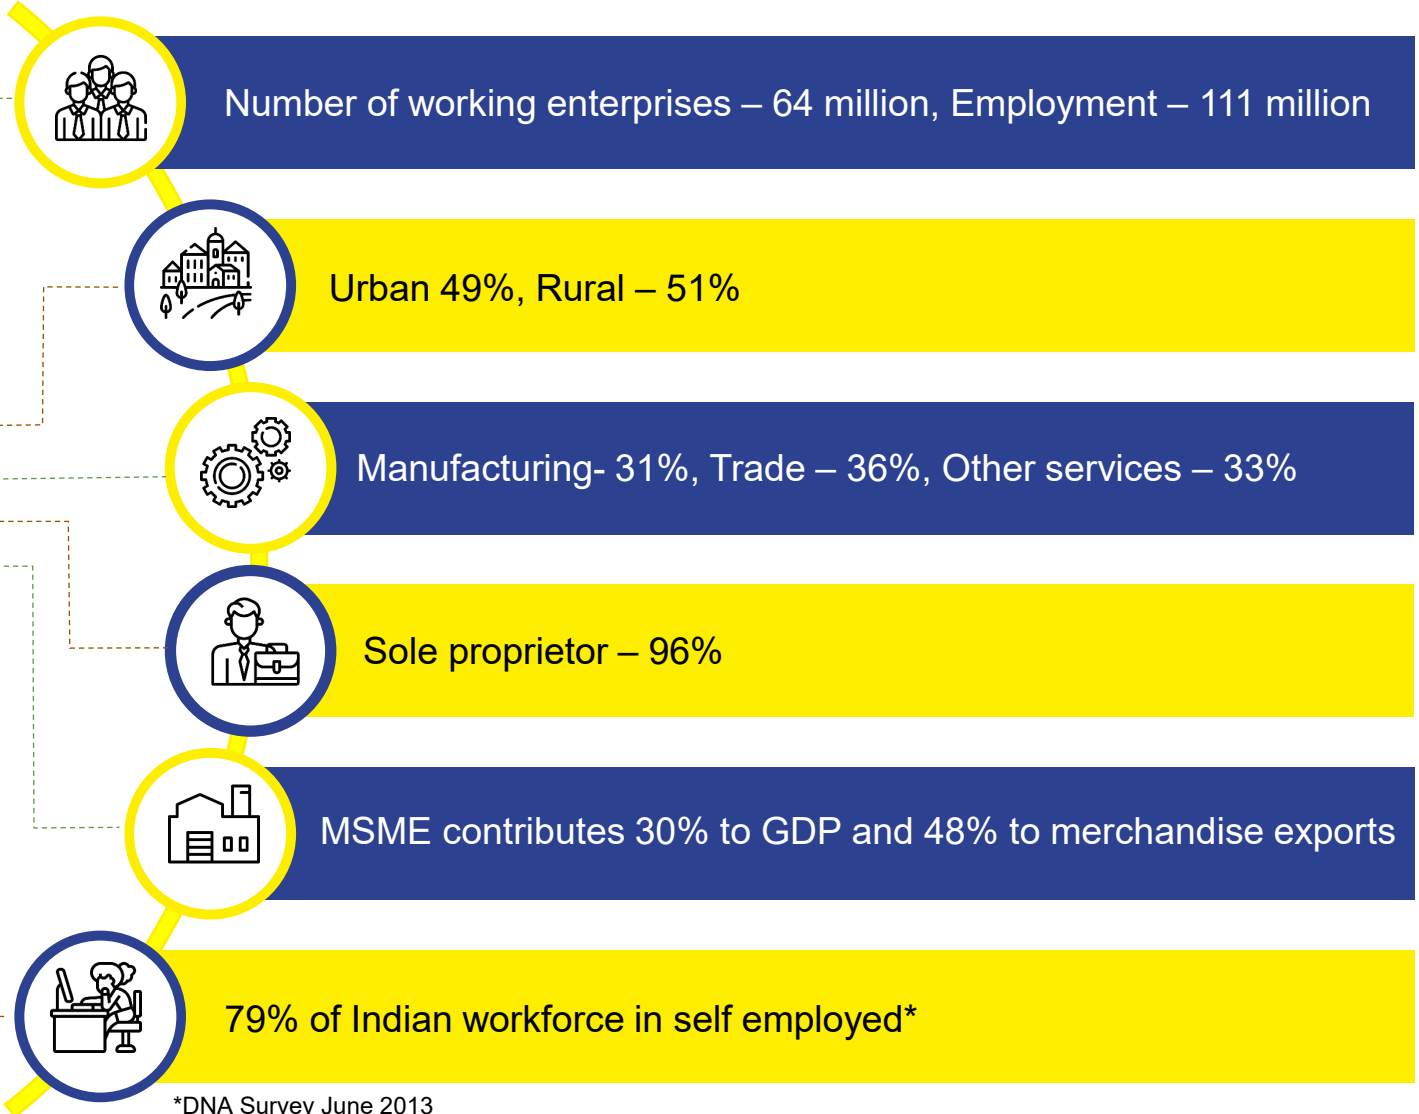 Number of working enterprises – 64 million, Employment – 111 million
Urban 49%, Rural – 51%
Manufacturing- 31%, Trade – 36%, Other services – 33%
Sole proprietor – 96%
MSME contributes 30% to GDP and 48% to merchandise exports
79% of Indian workforce in self employed*
*DNA Survey June 2013